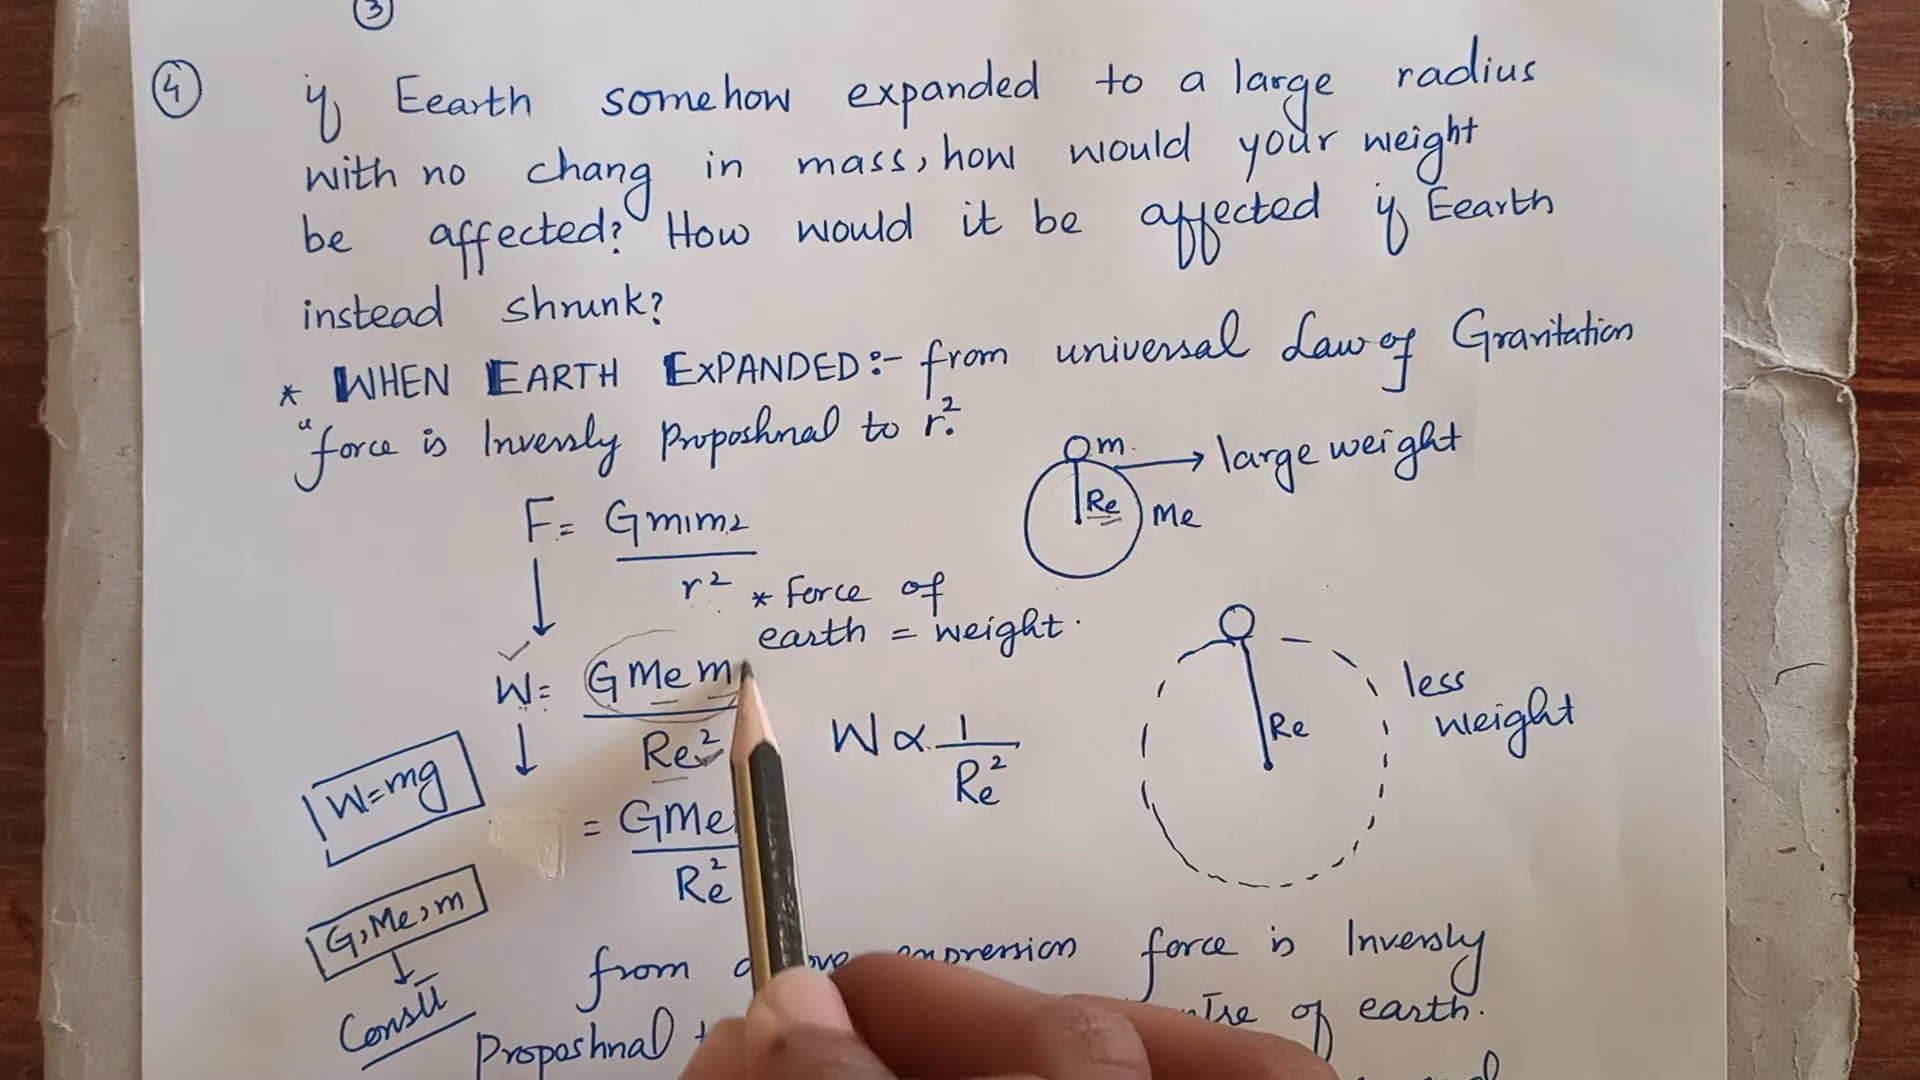 3
4 if Eearth somehow expanded to a large radius
with no chang in mass, how would your weight
be affected? How would it be affected if Eearth
instead shrunk?
* WHEN EARTH EXPANDED:- from universal Law of Gravitation
"force is Inversly Proposhnal to r².
m. → large weight
Re Me
F = Gm1m2
r² * Force of
earth = weight.
W = GMem
Re²
W ∝ 1
Re²
Re
less
weight
W=mg
= GMe
Re²
G, Me, m
from expression force is Inversly
Proposhnal of earth.